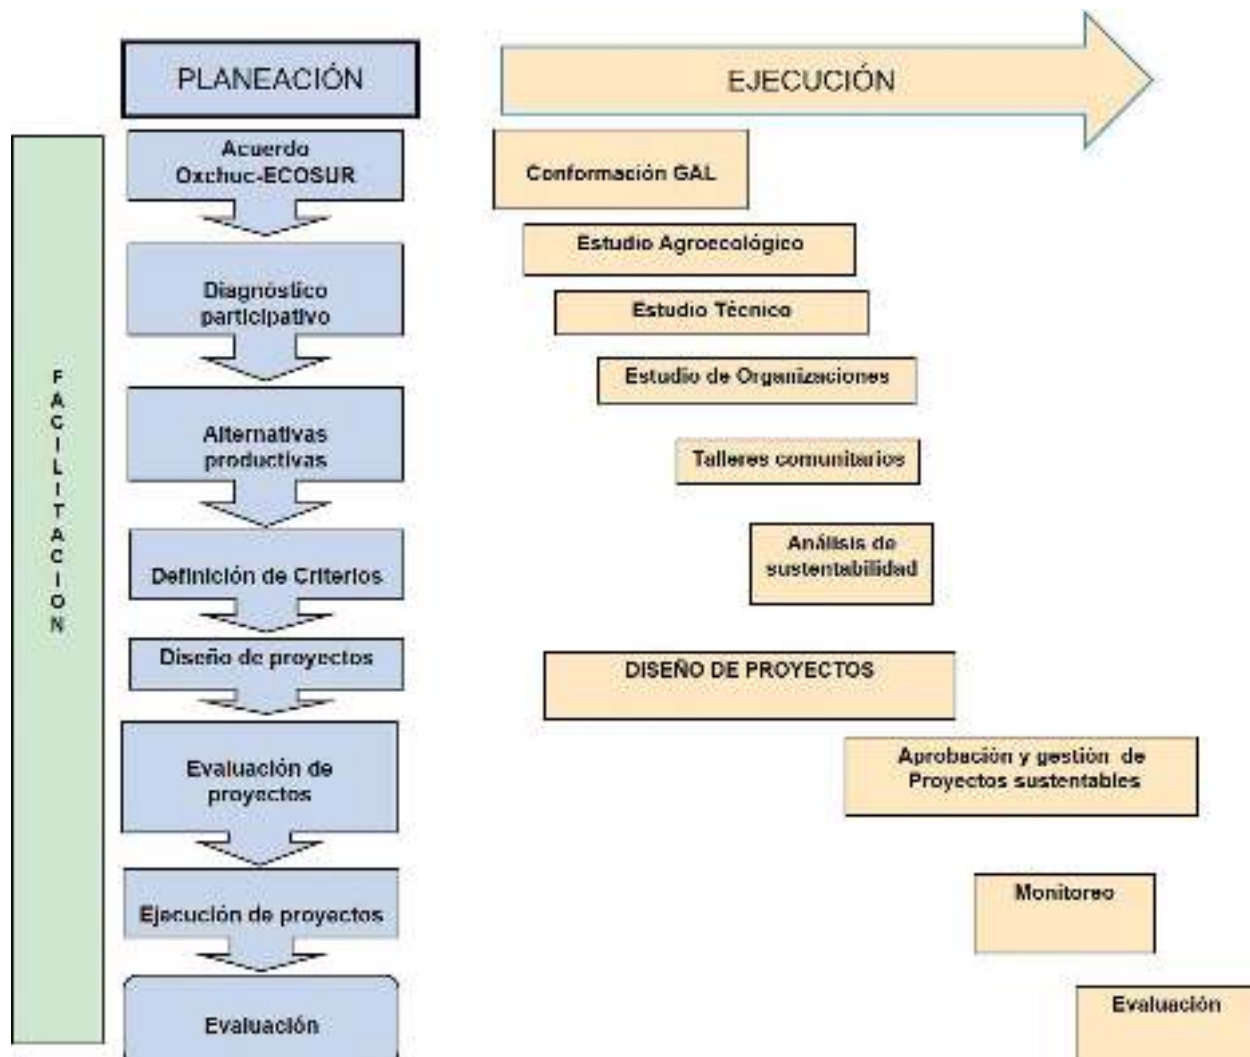 PLANEACIÓN
EJECUCIÓN
FACILITACION
Acuerdo
Oxchuc-ECOSUR
Diagnóstico
participativo
Alternativas
productivas
Definición de Criterios
Diseño de proyectos
Evaluación de
proyectos
Ejecución de proyectos
Evaluación
Conformación GAL
Estudio Agroecológico
Estudio Técnico
Estudio de Organizaciones
Talleres comunitarios
Análisis de
sustentabilidad
DISEÑO DE PROYECTOS
Aprobación y gestión de
Proyectos sustentables
Monitoreo
Evaluación